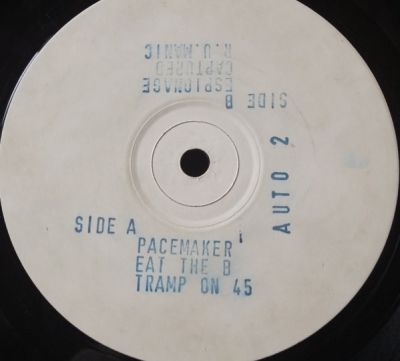 SIDE A
PACEMAKER
EAT THE B
TRAMP ON 45
AUTO 2
SIDE B
ESPIONAGE
CAPTURED
R.U.MANIC